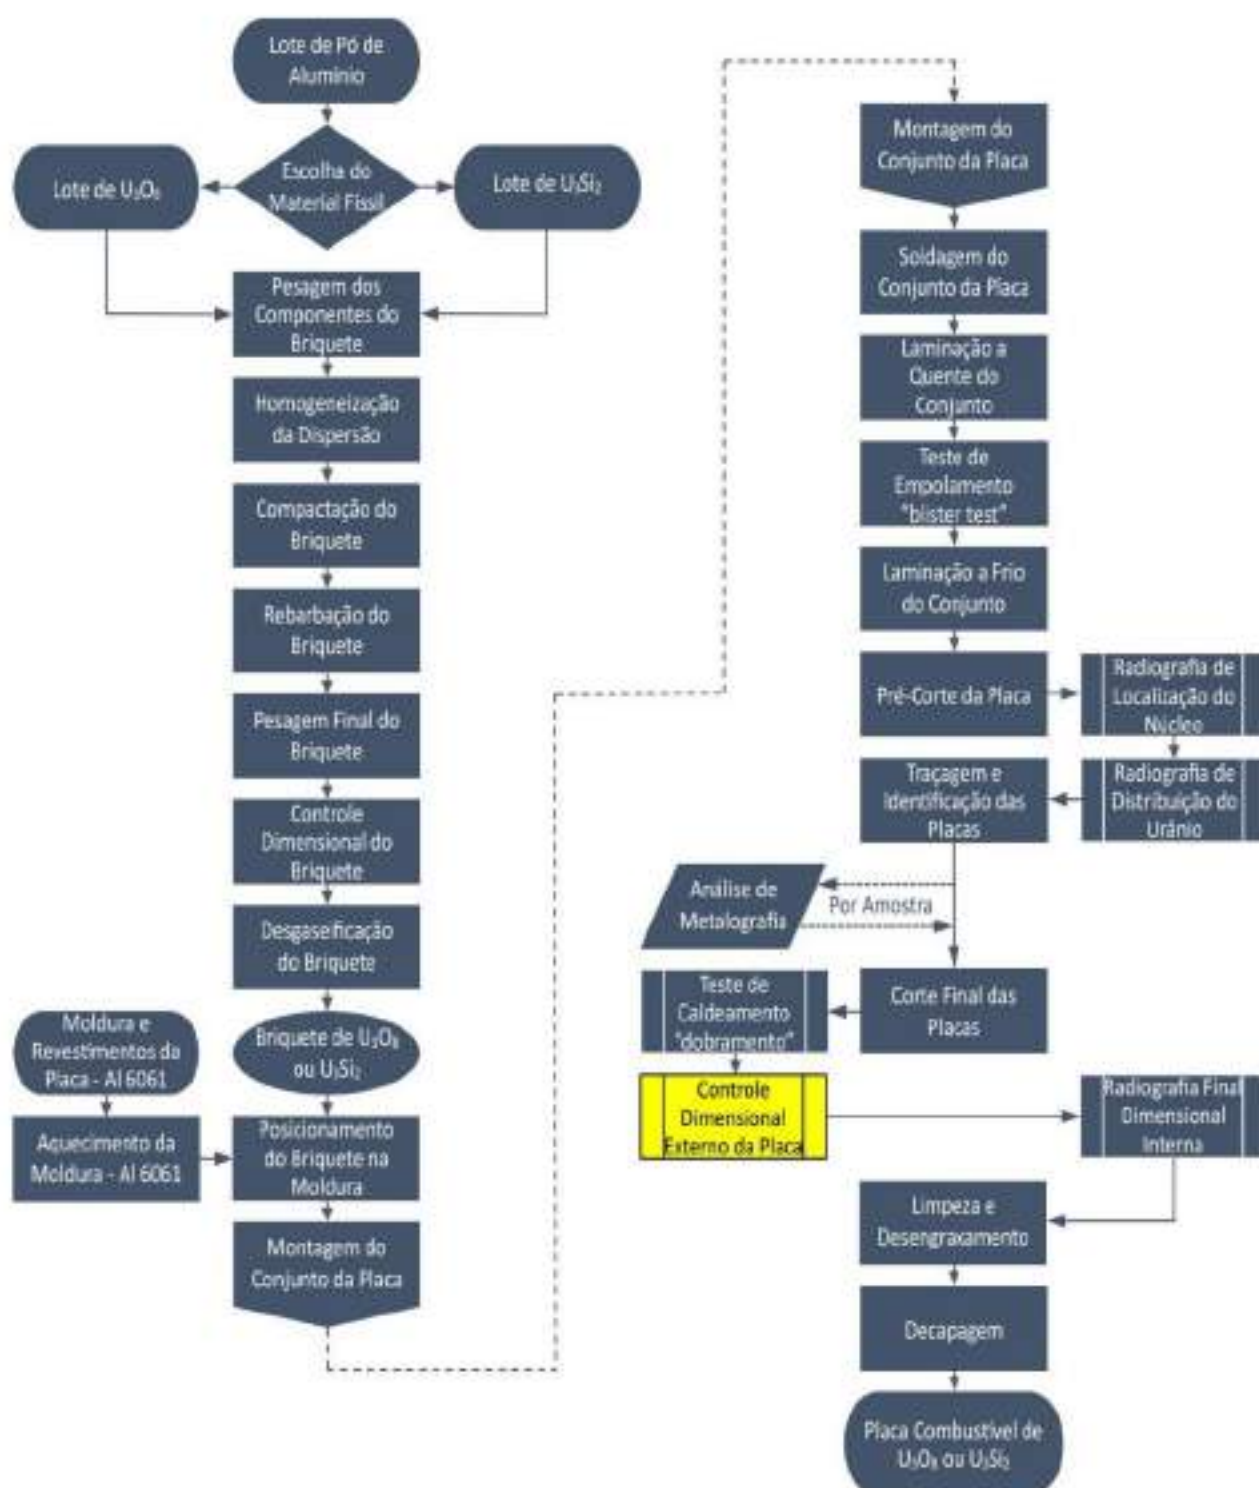 Lote de Pó de
Alumínio
Escolha do
Material Físsil
Lote de U₃O₈
Lote de U₃Si₂
Pesagem dos
Componentes do
Briquete
Homogeneização
da Dispersão
Compactação do
Briquete
Rebarbação do
Briquete
Pesagem Final do
Briquete
Controle
Dimensional do
Briquete
Desgaseificação
do Briquete
Briquete de U₃O₈
ou U₃Si₂
Moldura e
Revestimentos da
Placa - Al 6061
Aquecimento da
Moldura - Al 6061
Posicionamento
do Briquete na
Moldura
Montagem do
Conjunto da Placa
Montagem do
Conjunto da Placa
Soldagem do
Conjunto da Placa
Laminação a
Quente do
Conjunto
Teste de
Empolamento
"blister test"
Laminação a Frio
do Conjunto
Pré-Corte da Placa
Radiografia de
Localização do
Núcleo
Radiografia de
Distribuição do
Urânio
Traçagem e
Identificação das
Placas
Análise de
Metalografia
Por Amostra
Corte Final das
Placas
Teste de
Caldeamento
"dobramento"
Controle
Dimensional
Externo da Placa
Radiografia Final
Dimensional
Interna
Limpeza e
Desengraxamento
Decapagem
Placa Combustível de
U₃O₈ ou U₃Si₂